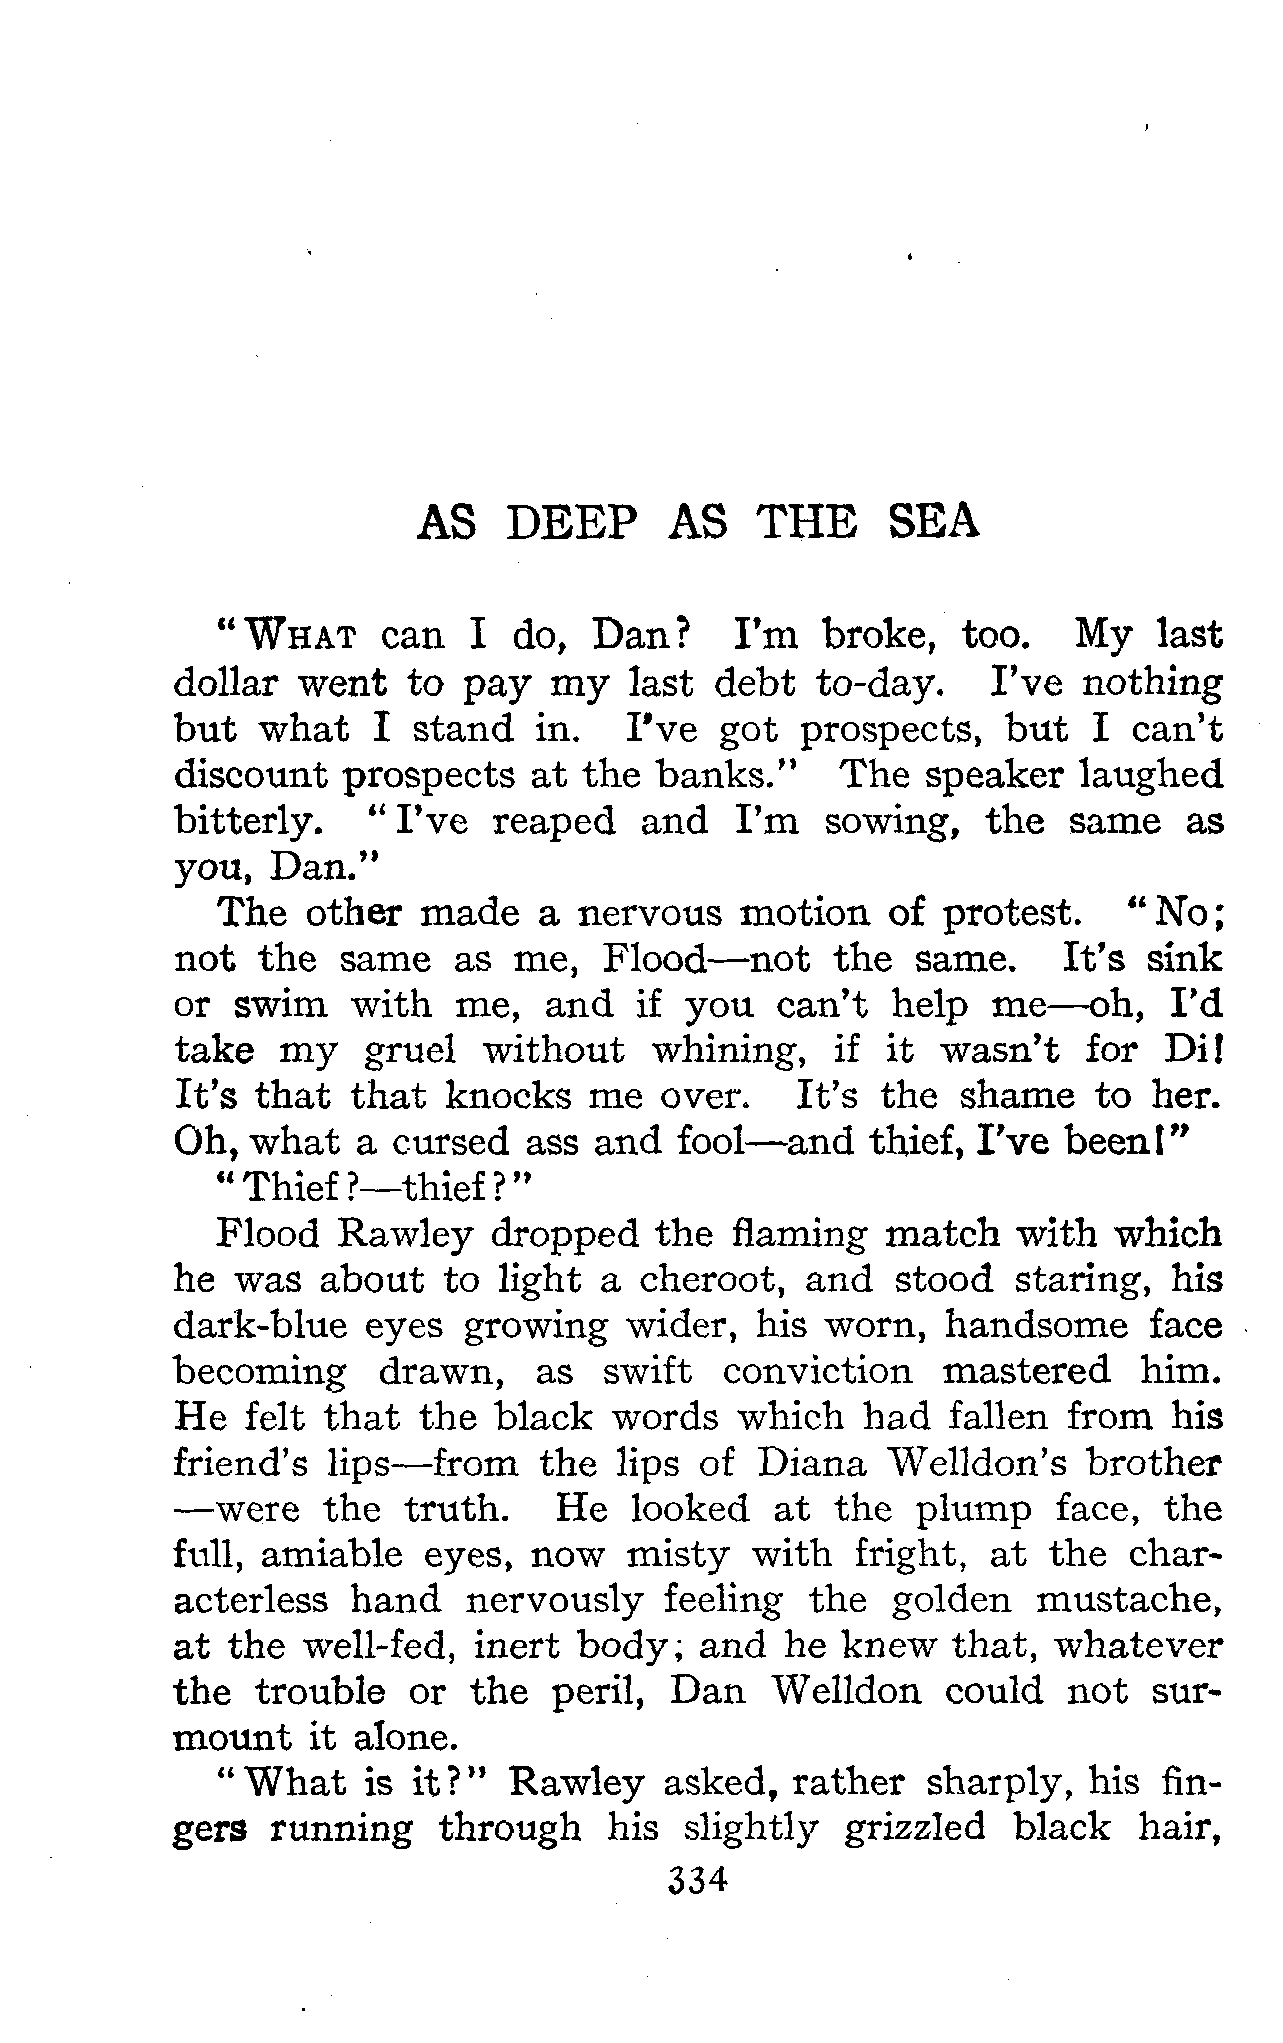 AS DEEP AS THE SEA
"WHAT can I do, Dan? I'm broke, too. My last
dollar went to pay my last debt to-day. I've nothing
but what I stand in. I've got prospects, but I can't
discount prospects at the banks." The speaker laughed
bitterly. "I've reaped and I'm sowing, the same as
you, Dan."
The other made a nervous motion of protest. "No;
not the same as me, Flood—not the same. It's sink
or swim with me, and if you can't help me—oh, I'd
take my gruel without whining, if it wasn't for Di!
It's that that knocks me over. It's the shame to her.
Oh, what a cursed ass and fool—and thief, I've been!"
"Thief?—thief?"
Flood Rawley dropped the flaming match with which
he was about to light a cheroot, and stood staring, his
dark-blue eyes growing wider, his worn, handsome face
becoming drawn, as swift conviction mastered him.
He felt that the black words which had fallen from his
friend's lips—from the lips of Diana Welldon's brother
—were the truth. He looked at the plump face, the
full, amiable eyes, now misty with fright, at the char-
acterless hand nervously feeling the golden mustache,
at the well-fed, inert body; and he knew that, whatever
the trouble or the peril, Dan Welldon could not sur-
mount it alone.
"What is it?" Rawley asked, rather sharply, his fin-
gers running through his slightly grizzled black hair,
334